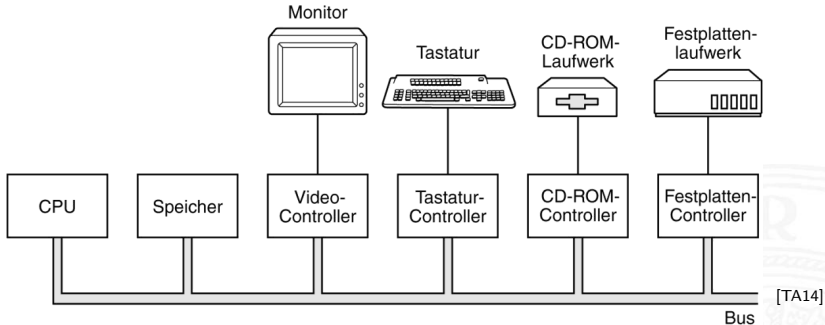 Monitor
Tastatur
CD-ROM-
Laufwerk
Festplatten-
laufwerk
CPU
Speicher
Video-
Controller
Tastatur-
Controller
CD-ROM-
Controller
Festplatten-
Controller
[TA14]
Bus